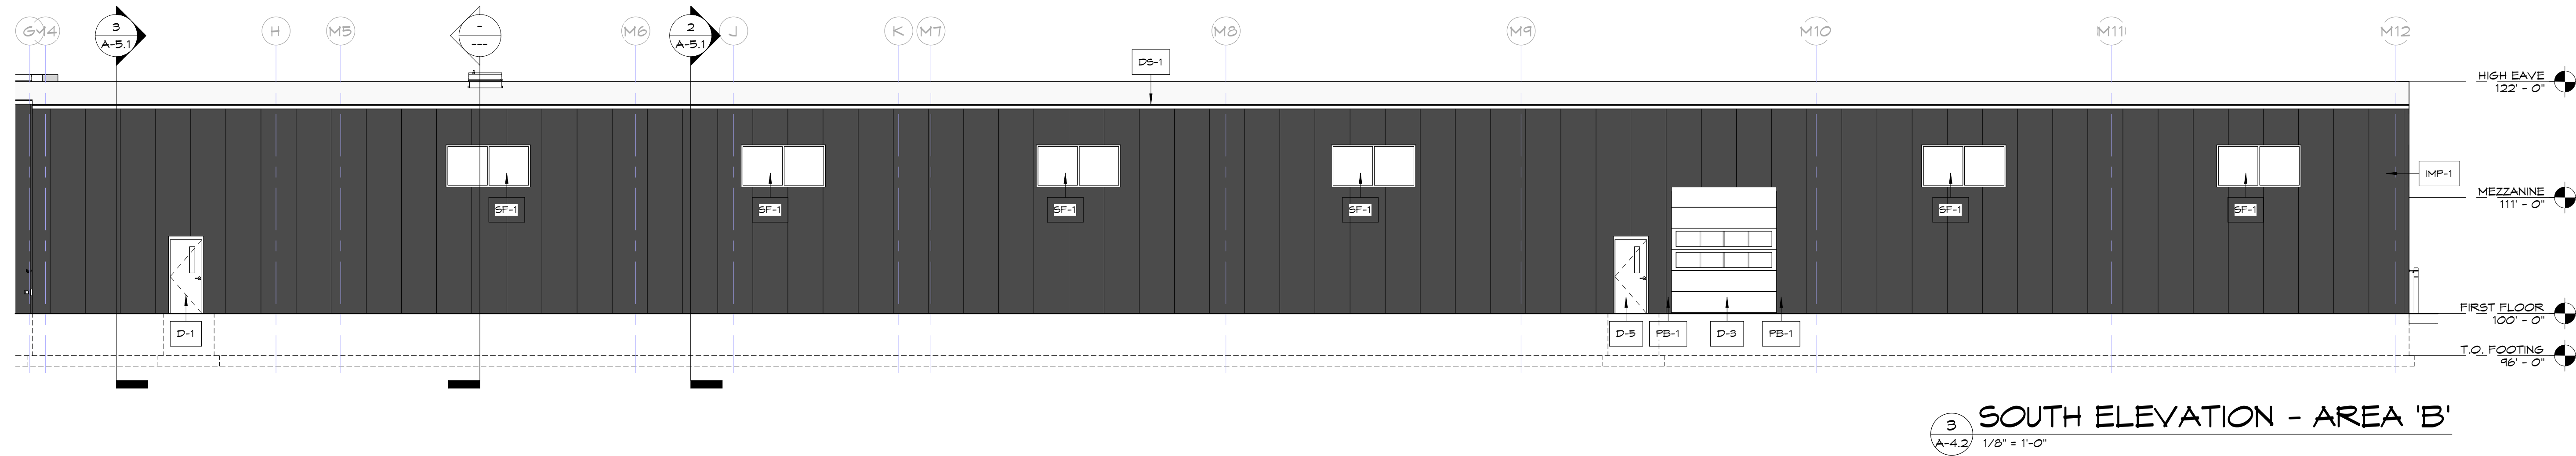 G M4 H M5 M6 J K M7 M8 M9 M10 M11 M12
3
A-5.1
-
---
2
A-5.1
DS-1
HIGH EAVE
122' - 0"
IMP-1
MEZZANINE
111' - 0"
SF-1 SF-1 SF-1 SF-1 SF-1 SF-1
FIRST FLOOR
100' - 0"
D-1 D-5 PB-1 D-3 PB-1
T.O. FOOTING
96' - 0"
3
A-4.2
SOUTH ELEVATION - AREA 'B'
1/8" = 1'-0"